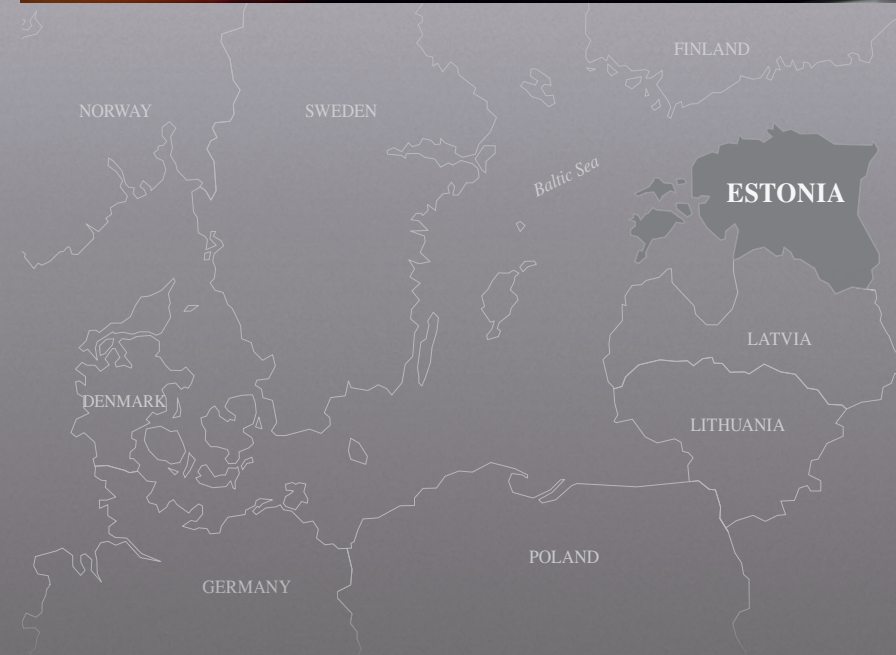 FINLAND
NORWAY
SWEDEN
Baltic Sea
ESTONIA
LATVIA
DENMARK
LITHUANIA
POLAND
GERMANY